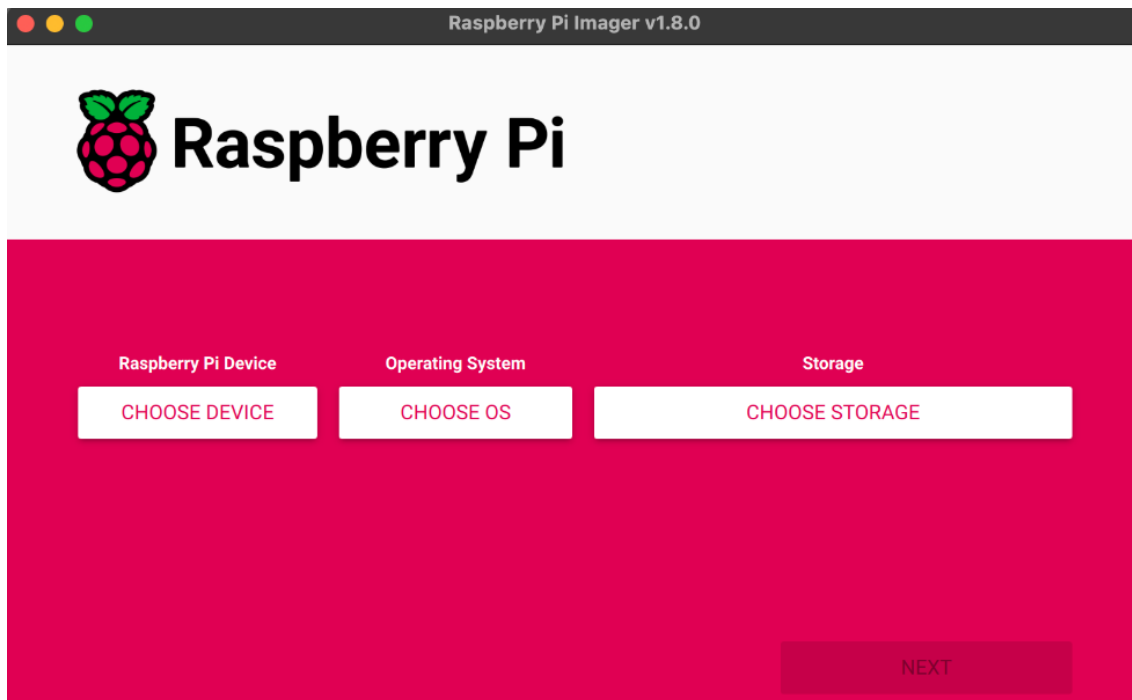 Raspberry Pi Imager v1.8.0
Raspberry Pi
Raspberry Pi Device
Operating System
Storage
CHOOSE DEVICE
CHOOSE OS
CHOOSE STORAGE
NEXT